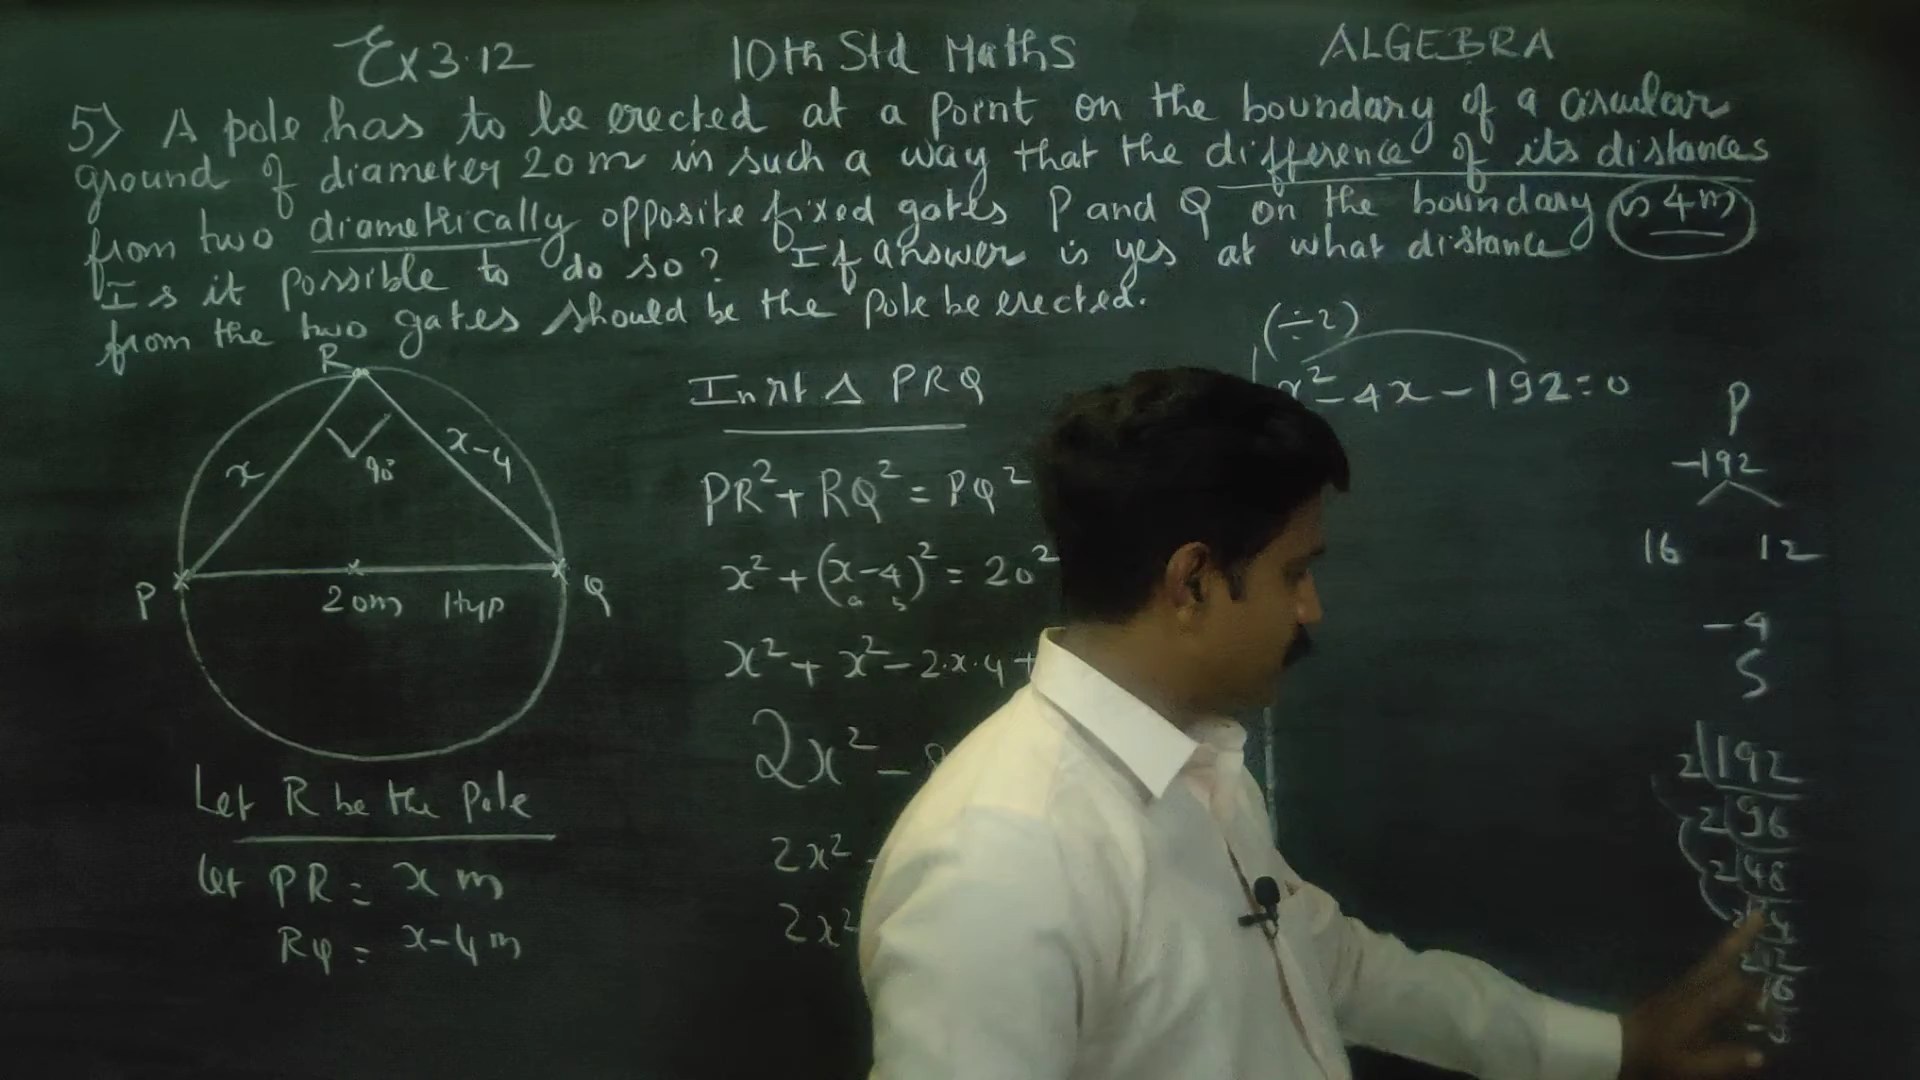 Ex 3.12 10th Std Maths ALGEBRA
5) A pole has to be erected at a point on the boundary of a circular
ground of diameter 20 m in such a way that the difference of its distances
from two diametrically opposite fixed gates P and Q on the boundary is 4m
Is it possible to do so? If answer is yes at what distance
from the two gates should be the pole be erected.
R
x
90°
x-4
P
20m Hyp
Q
Let R be the Pole
Let PR = x m
RQ = x-4 m
In rt Δ PRQ
PR² + RQ² = PQ²
x² + (x-4)² = 20²
a b
x² + x² - 2·x·4 +
2x² -
2x²
2x²
(÷2)
x² - 4x - 192 = 0
P
-192
16 12
-4
S
2|192
2|96
2|48